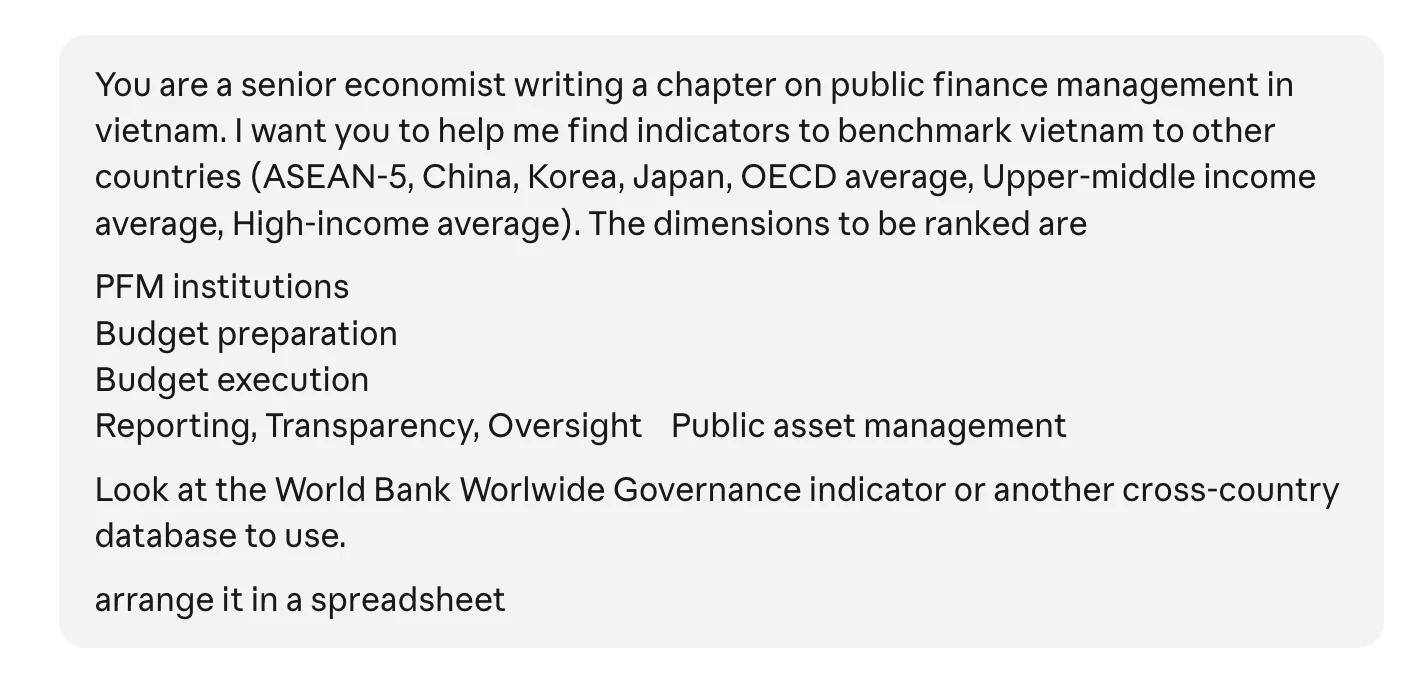 You are a senior economist writing a chapter on public finance management in
vietnam. I want you to help me find indicators to benchmark vietnam to other
countries (ASEAN-5, China, Korea, Japan, OECD average, Upper-middle income
average, High-income average). The dimensions to be ranked are
PFM institutions
Budget preparation
Budget execution
Reporting, Transparency, Oversight   Public asset management
Look at the World Bank Worlwide Governance indicator or another cross-country
database to use.
arrange it in a spreadsheet